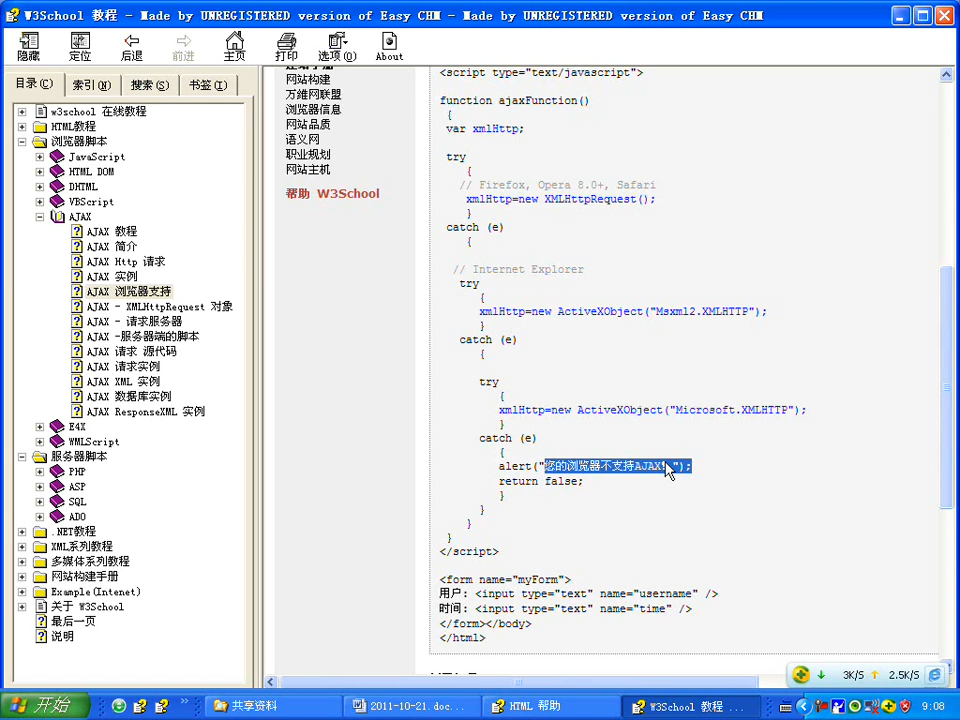 W3School 教程 - Made by UNREGISTERED version of Easy CHM - Made by UNREGISTERED version of Easy CHM
隐藏 定位 后退 前进 主页 打印 选项(O) About
目录(C) 索引(N) 搜索(S) 书签(I)
w3school 在线教程
HTML教程
浏览器脚本
JavaScript
HTML DOM
DHTML
VBScript
AJAX
AJAX 教程
AJAX 简介
AJAX Http 请求
AJAX 实例
AJAX 浏览器支持
AJAX - XMLHttpRequest 对象
AJAX - 请求服务器
AJAX -服务器端的脚本
AJAX 请求 源代码
AJAX 请求实例
AJAX XML 实例
AJAX 数据库实例
AJAX ResponseXML 实例
E4X
WMLScript
服务器脚本
PHP
ASP
SQL
ADO
.NET教程
XML系列教程
多媒体系列教程
网站构建手册
Example(Intenet)
关于 W3School
最后一页
说明
网站构建
万维网联盟
浏览器信息
网站品质
语义网
职业规划
网站主机
帮助 W3School
<script type="text/javascript">
function ajaxFunction()
{
var xmlHttp;
try
{
// Firefox, Opera 8.0+, Safari
xmlHttp=new XMLHttpRequest();
}
catch (e)
{
// Internet Explorer
try
{
xmlHttp=new ActiveXObject("Msxml2.XMLHTTP");
}
catch (e)
{
try
{
xmlHttp=new ActiveXObject("Microsoft.XMLHTTP");
}
catch (e)
{
alert("您的浏览器不支持AJAX!");
return false;
}
}
}
}
</script>
<form name="myForm">
用户: <input type="text" name="username" />
时间: <input type="text" name="time" />
</form></body>
</html>
3K/S 2.5K/S
开始 共享资料 2011-10-21.doc... HTML 帮助 W3School 教程 ... 9:08